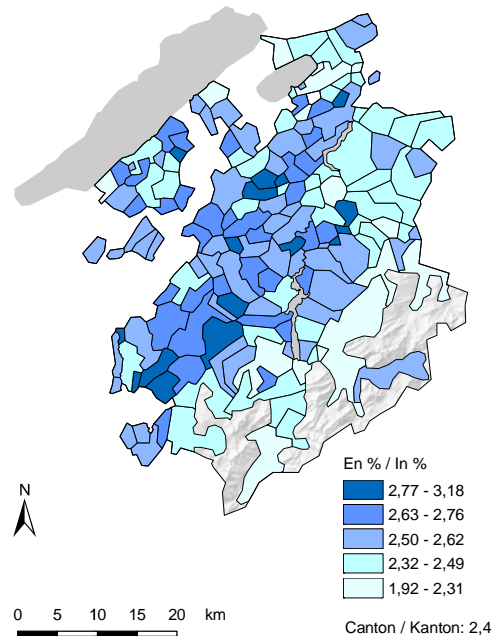 En % / In %
2,77 - 3,18
2,63 - 2,76
2,50 - 2,62
2,32 - 2,49
1,92 - 2,31
N
0 5 10 15 20 km
Canton / Kanton: 2,4